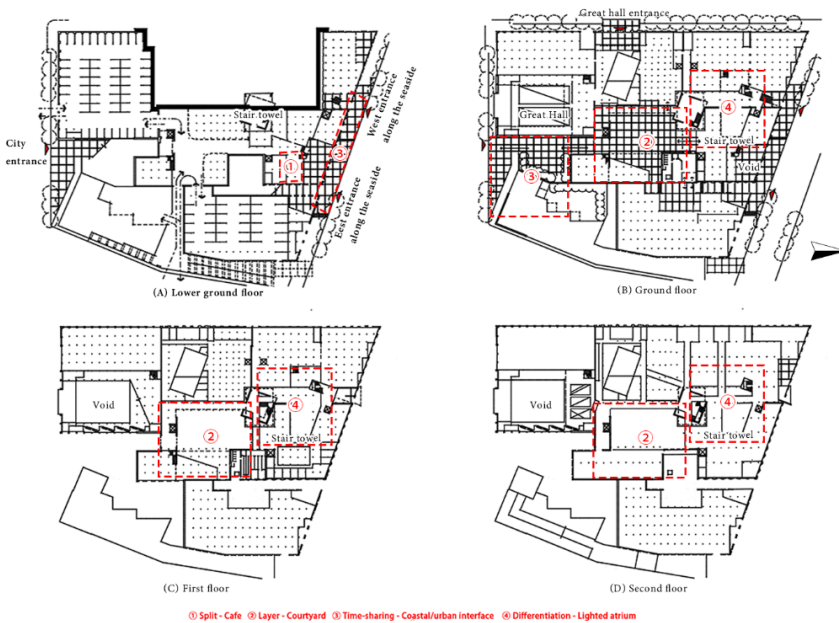 Great hall entrance
Stair towel
City
entrance
①
③
West entrance
along the seaside
Eest entrance
along the seaside
(A) Lower ground floor
Great Hall
④
②
Stair towel
③
Void
(B) Ground floor
Void
④
②
Stair towel
(C) First floor
Void
④
②
Stair towel
(D) Second floor
① Split - Cafe ② Layer - Courtyard ③ Time-sharing - Coastal/urban interface ④ Differentiation - Lighted atrium